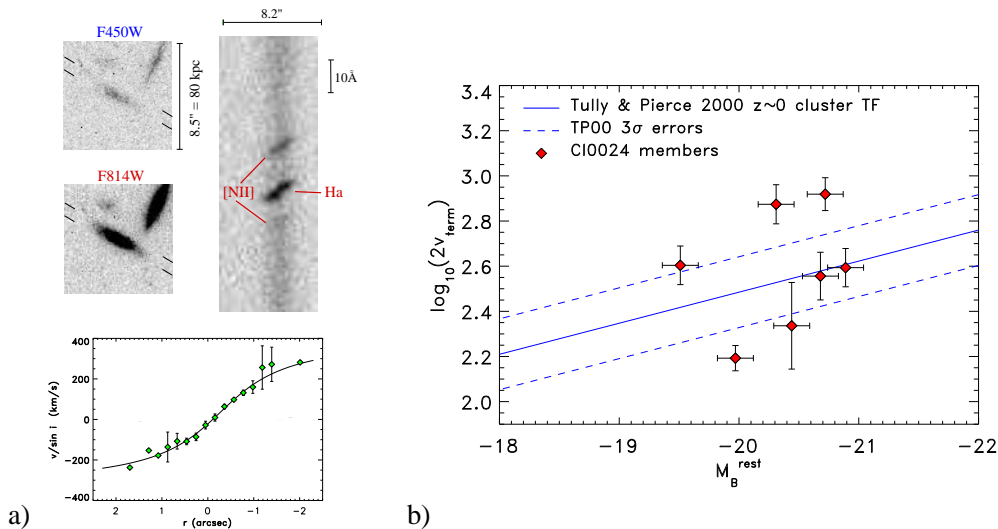 F450W
8.5" = 80 kpc
F814W
8.2"
10Å
[NII]
Ha
400
200
0
-200
-400
v/sin i (km/s)
2 1 0 -1 -2
r (arcsec)
a)
3.4
3.2
3.0
2.8
2.6
2.4
2.2
2.0
log10(2vterm)
Tully & Pierce 2000 z~0 cluster TF
TP00 3σ errors
Cl0024 members
-18 -19 -20 -21 -22
MB rest
b)